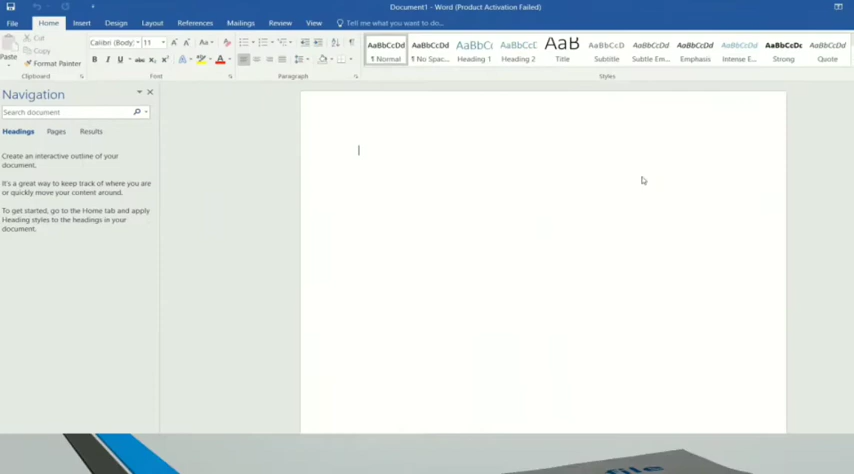 Document1 - Word (Product Activation Failed)
File Home Insert Design Layout References Mailings Review View Tell me what you want to do...
Paste
Cut
Copy
Format Painter
Clipboard
Calibri (Body) 11
Font
Paragraph
AaBbCcDd AaBbCcDd AaBbCc AaBbCcC AaB AaBbCcD AaBbCcDd AaBbCcDd AaBbCcDd AaBbCcDc AaBbCcDd
¶ Normal ¶ No Spac... Heading 1 Heading 2 Title Subtitle Subtle Em... Emphasis Intense E... Strong Quote
Styles
Navigation
Search document
Headings Pages Results
Create an interactive outline of your
document.
It's a great way to keep track of where you are
or quickly move your content around.
To get started, go to the Home tab and apply
Heading styles to the headings in your
document.
file